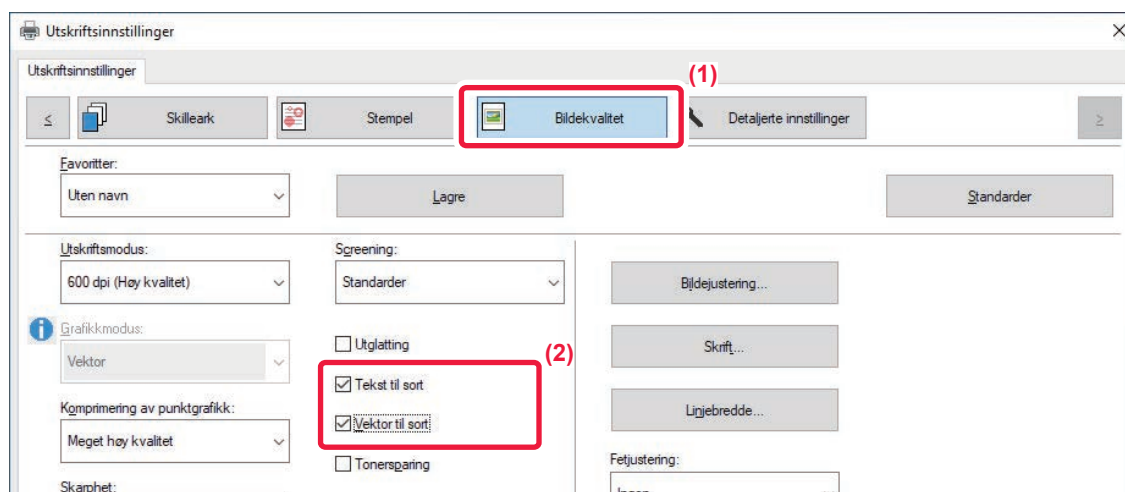 Utskriftsinnstillinger
Utskriftsinnstillinger
(1)
< Skilleark Stempel Bildekvalitet Detaljerte innstillinger >
Favoritter:
Uten navn Lagre Standarder
Utskriftsmodus: Screening:
600 dpi (Høy kvalitet) Standarder Bildejustering...
Grafikkmodus:
Vektor
Utglatting (2) Skrift...
Tekst til sort
Komprimering av punktgrafikk: Vektor til sort Linjebredde...
Meget høy kvalitet
Tonersparing Fetjustering:
Skarphet: Ingen